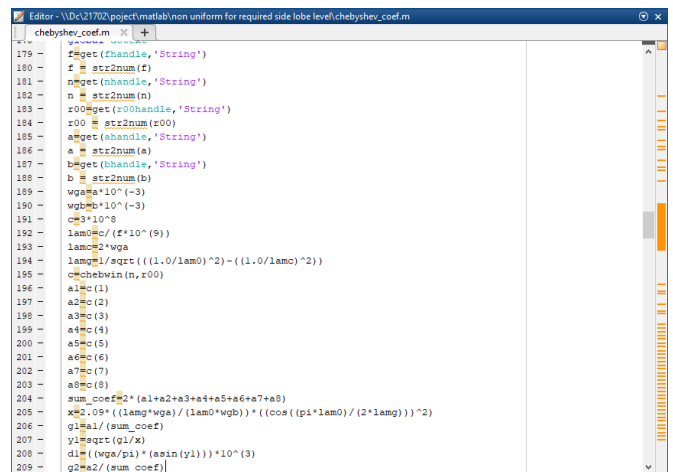 Editor - \\Dc\21702\poject\matlab\non uniform for required side lobe level\chebyshev_coef.m
chebyshev_coef.m × +
179 - f=get(fhandle,'String')
180 - f = str2num(f)
181 - n=get(nhandle,'String')
182 - n = str2num(n)
183 - r00=get(r00handle,'String')
184 - r00 = str2num(r00)
185 - a=get(ahandle,'String')
186 - a = str2num(a)
187 - b=get(bhandle,'String')
188 - b = str2num(b)
189 - wga=a*10^(-3)
190 - wgb=b*10^(-3)
191 - c=3*10^8
192 - lam0=c/(f*10^(9))
193 - lamc=2*wga
194 - lamg=1/sqrt(((1.0/lam0)^2)-((1.0/lamc)^2))
195 - c=chebwin(n,r00)
196 - a1=c(1)
197 - a2=c(2)
198 - a3=c(3)
199 - a4=c(4)
200 - a5=c(5)
201 - a6=c(6)
202 - a7=c(7)
203 - a8=c(8)
204 - sum_coef=2*(a1+a2+a3+a4+a5+a6+a7+a8)
205 - x=2.09*((lamg*wga)/(lam0*wgb))*((cos((pi*lam0)/(2*lamg)))^2)
206 - g1=a1/(sum_coef)
207 - y1=sqrt(g1/x)
208 - d1=((wga/pi)*(asin(y1)))*10^(3)
209 - g2=a2/(sum_coef)